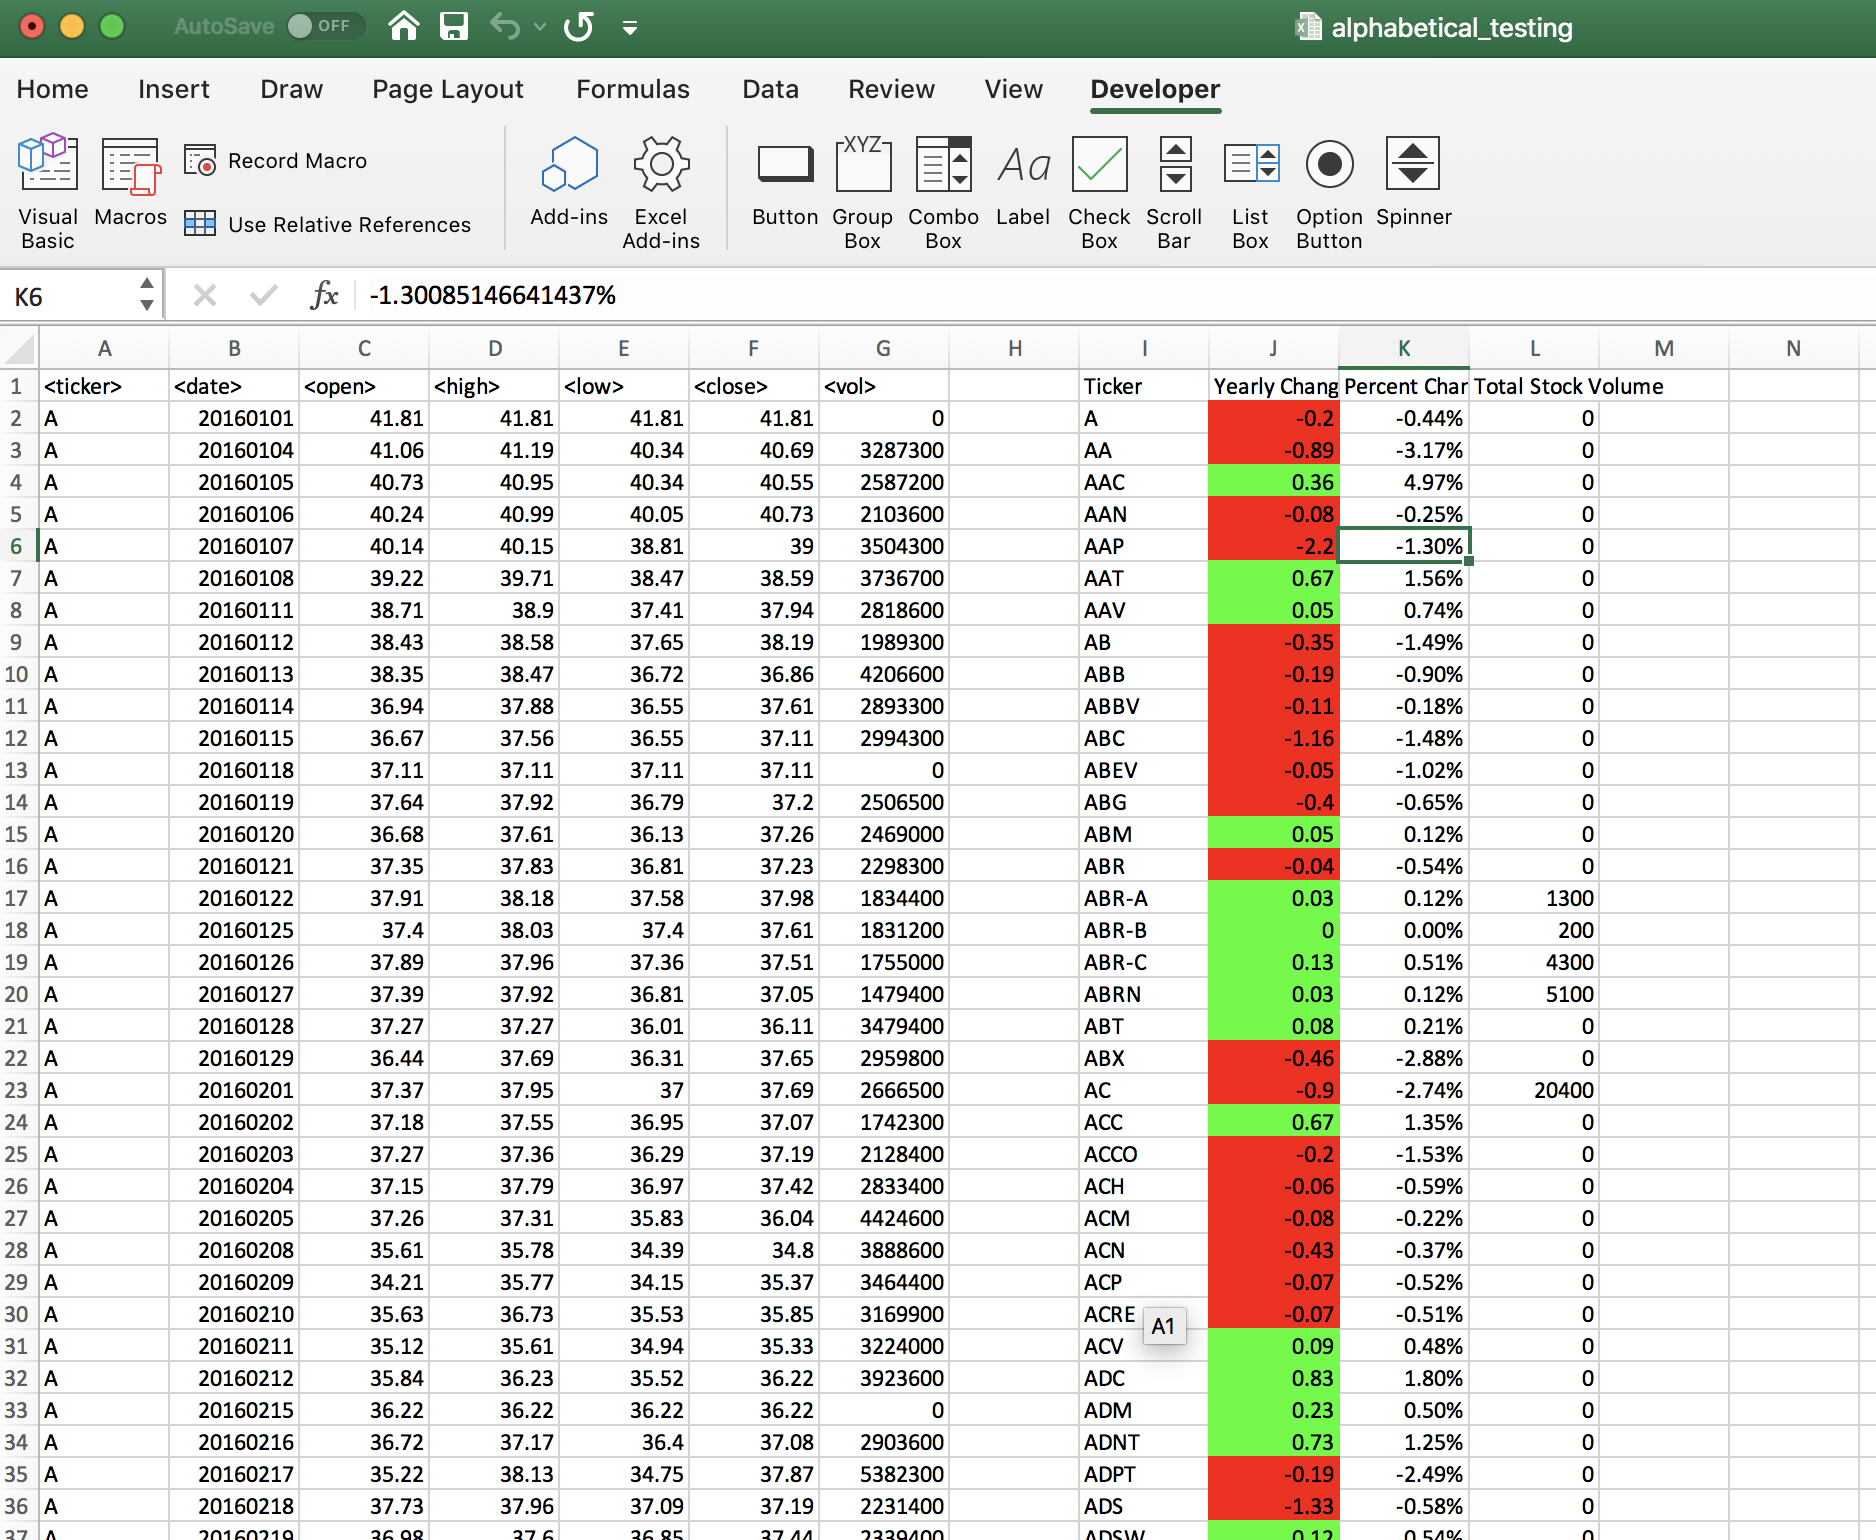 AutoSave OFF alphabetical_testing
Home Insert Draw Page Layout Formulas Data Review View Developer
Visual Basic Macros Record Macro Use Relative References Add-ins Excel Add-ins Button XYZ Group Box Combo Box Aa Label Check Box Scroll Bar List Box Option Button Spinner
K6 fx -1.30085146641437%
A B C D E F G H I J K L M N
1 <ticker> <date> <open> <high> <low> <close> <vol> Ticker Yearly Chang Percent Char Total Stock Volume
2 A 20160101 41.81 41.81 41.81 41.81 0 A -0.2 -0.44% 0
3 A 20160104 41.06 41.19 40.34 40.69 3287300 AA -0.89 -3.17% 0
4 A 20160105 40.73 40.95 40.34 40.55 2587200 AAC 0.36 4.97% 0
5 A 20160106 40.24 40.99 40.05 40.73 2103600 AAN -0.08 -0.25% 0
6 A 20160107 40.14 40.15 38.81 39 3504300 AAP -2.2 -1.30% 0
7 A 20160108 39.22 39.71 38.47 38.59 3736700 AAT 0.67 1.56% 0
8 A 20160111 38.71 38.9 37.41 37.94 2818600 AAV 0.05 0.74% 0
9 A 20160112 38.43 38.58 37.65 38.19 1989300 AB -0.35 -1.49% 0
10 A 20160113 38.35 38.47 36.72 36.86 4206600 ABB -0.19 -0.90% 0
11 A 20160114 36.94 37.88 36.55 37.61 2893300 ABBV -0.11 -0.18% 0
12 A 20160115 36.67 37.56 36.55 37.11 2994300 ABC -1.16 -1.48% 0
13 A 20160118 37.11 37.11 37.11 37.11 0 ABEV -0.05 -1.02% 0
14 A 20160119 37.64 37.92 36.79 37.2 2506500 ABG -0.4 -0.65% 0
15 A 20160120 36.68 37.61 36.13 37.26 2469000 ABM 0.05 0.12% 0
16 A 20160121 37.35 37.83 36.81 37.23 2298300 ABR -0.04 -0.54% 0
17 A 20160122 37.91 38.18 37.58 37.98 1834400 ABR-A 0.03 0.12% 1300
18 A 20160125 37.4 38.03 37.4 37.61 1831200 ABR-B 0 0.00% 200
19 A 20160126 37.89 37.96 37.36 37.51 1755000 ABR-C 0.13 0.51% 4300
20 A 20160127 37.39 37.92 36.81 37.05 1479400 ABRN 0.03 0.12% 5100
21 A 20160128 37.27 37.27 36.01 36.11 3479400 ABT 0.08 0.21% 0
22 A 20160129 36.44 37.69 36.31 37.65 2959800 ABX -0.46 -2.88% 0
23 A 20160201 37.37 37.95 37 37.69 2666500 AC -0.9 -2.74% 20400
24 A 20160202 37.18 37.55 36.95 37.07 1742300 ACC 0.67 1.35% 0
25 A 20160203 37.27 37.36 36.29 37.19 2128400 ACCO -0.2 -1.53% 0
26 A 20160204 37.15 37.79 36.97 37.42 2833400 ACH -0.06 -0.59% 0
27 A 20160205 37.26 37.31 35.83 36.04 4424600 ACM -0.08 -0.22% 0
28 A 20160208 35.61 35.78 34.39 34.8 3888600 ACN -0.43 -0.37% 0
29 A 20160209 34.21 35.77 34.15 35.37 3464400 ACP -0.07 -0.52% 0
30 A 20160210 35.63 36.73 35.53 35.85 3169900 ACRE A1 -0.07 -0.51% 0
31 A 20160211 35.12 35.61 34.94 35.33 3224000 ACV 0.09 0.48% 0
32 A 20160212 35.84 36.23 35.52 36.22 3923600 ADC 0.83 1.80% 0
33 A 20160215 36.22 36.22 36.22 36.22 0 ADM 0.23 0.50% 0
34 A 20160216 36.72 37.17 36.4 37.08 2903600 ADNT 0.73 1.25% 0
35 A 20160217 35.22 38.13 34.75 37.87 5382300 ADPT -0.19 -2.49% 0
36 A 20160218 37.73 37.96 37.09 37.19 2231400 ADS -1.33 -0.58% 0
37 A 20160219 36.98 37.6 36.85 37.44 2339400 ADSW 0.12 0.54% 0